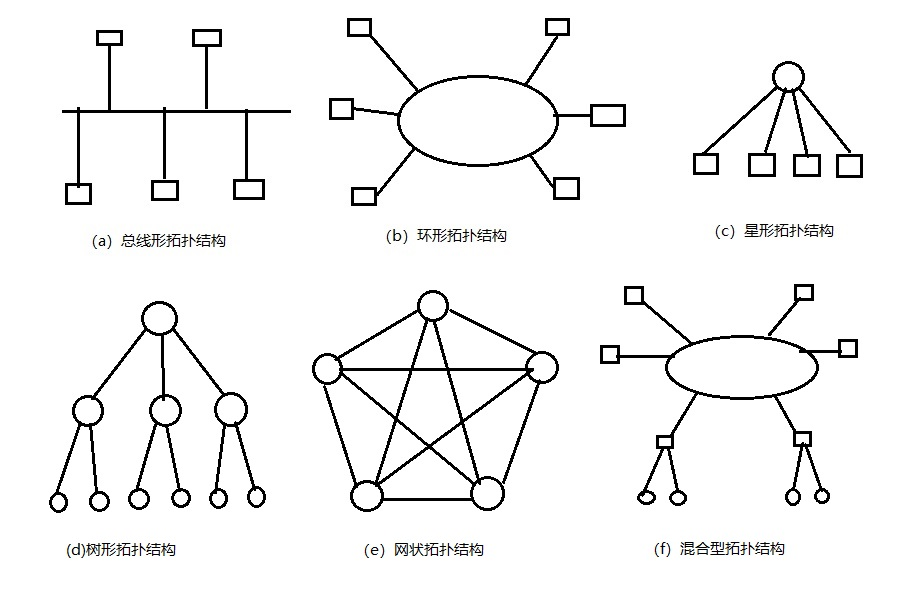 （a）总线形拓扑结构
（b）环形拓扑结构
（c）星形拓扑结构
(d)树形拓扑结构
（e）网状拓扑结构
（f）混合型拓扑结构